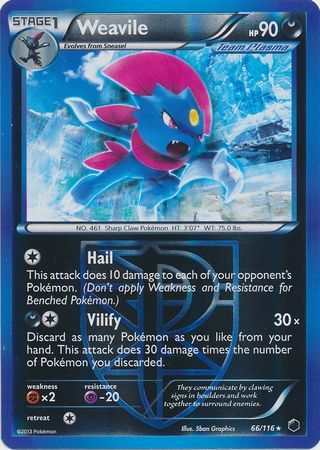 STAGE1
Weavile
HP 90
Evolves from Sneasel
Team Plasma
NO. 461 Sharp Claw Pokémon HT: 3'07" WT: 75.0 lbs.
Hail
This attack does 10 damage to each of your opponent's
Pokémon. (Don't apply Weakness and Resistance for
Benched Pokémon.)
Vilify 30×
Discard as many Pokémon as you like from
your hand. This attack does 30 damage times the
number of Pokémon you discarded.
weakness
×2
resistance
-20
retreat
They communicate by clawing
signs in boulders and work
together to surround enemies.
©2013 Pokémon
Illus. 5ban Graphics
66/116 ★